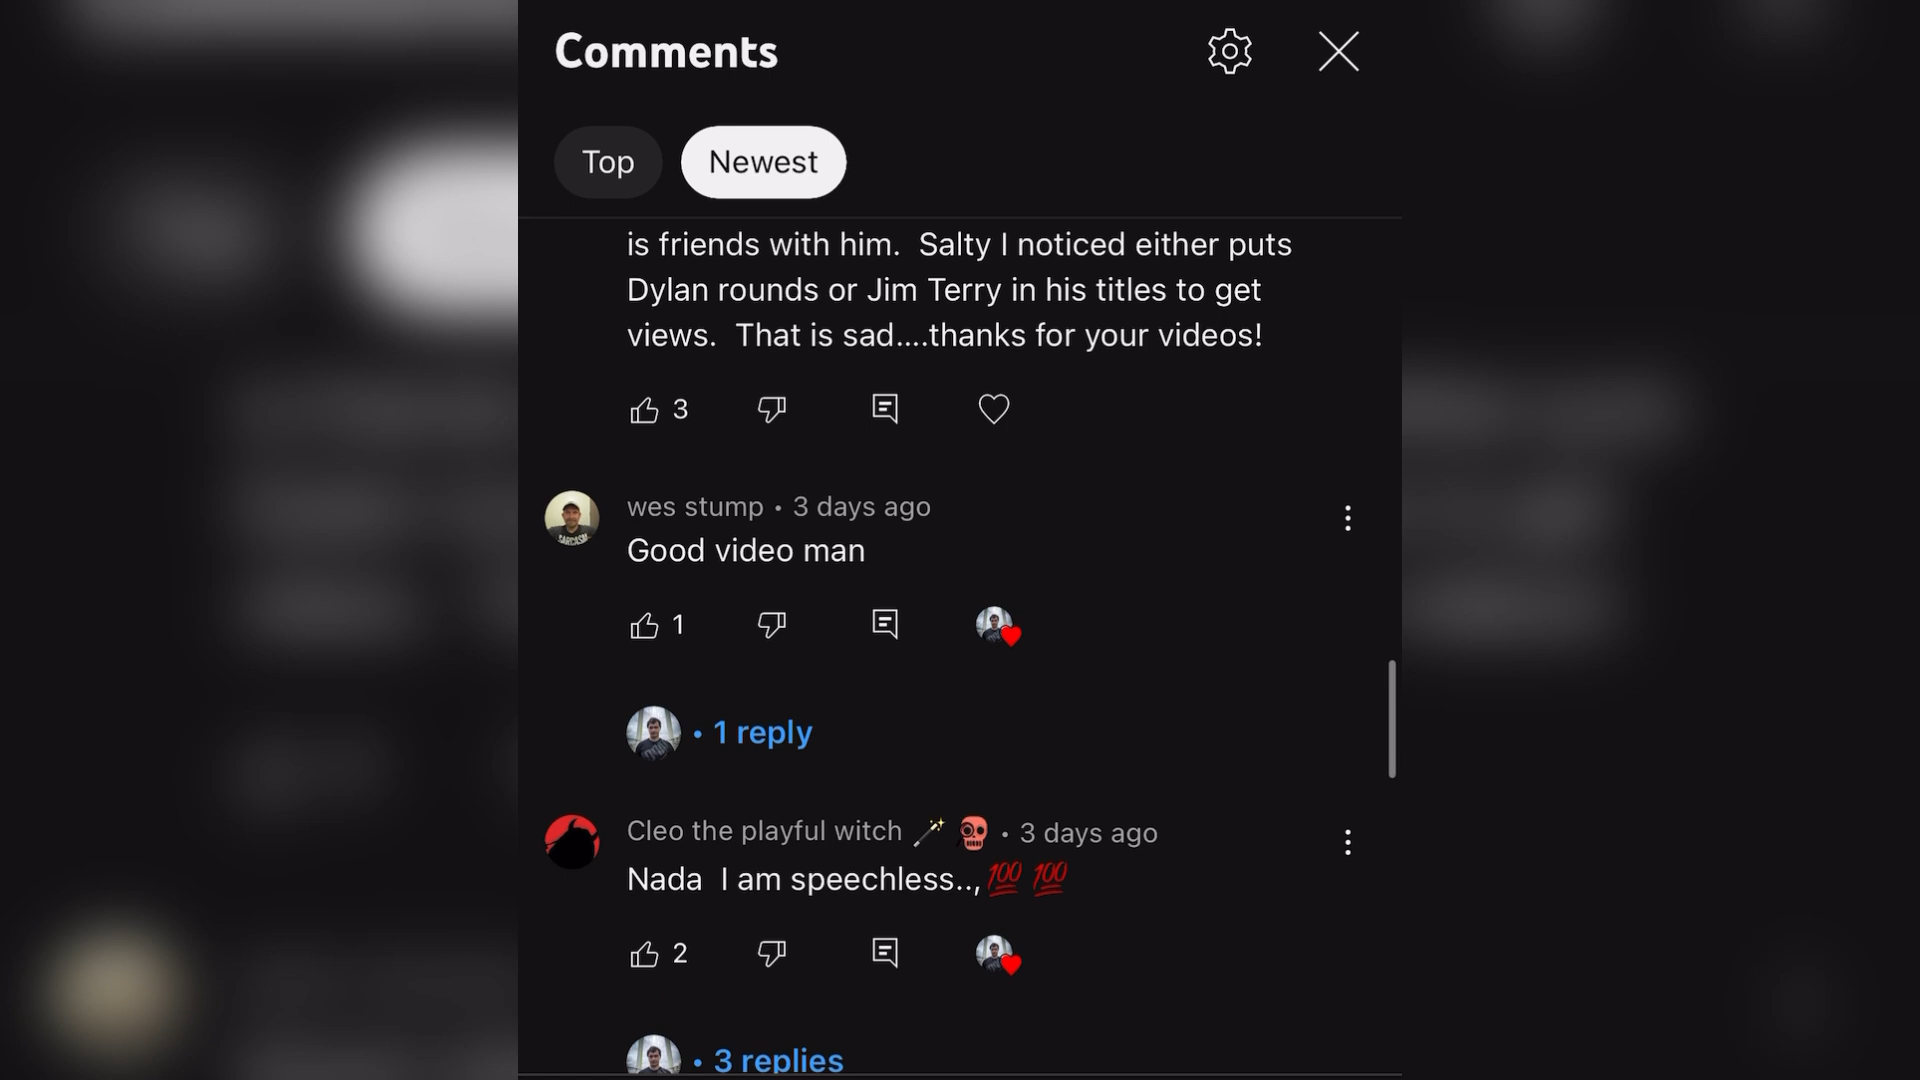 Comments
Top
Newest
is friends with him.  Salty I noticed either puts
Dylan rounds or Jim Terry in his titles to get
views.  That is sad....thanks for your videos!
3
wes stump • 3 days ago
Good video man
1
• 1 reply
Cleo the playful witch 🪄 💀 • 3 days ago
Nada  I am speechless..,💯 💯
2
• 3 replies